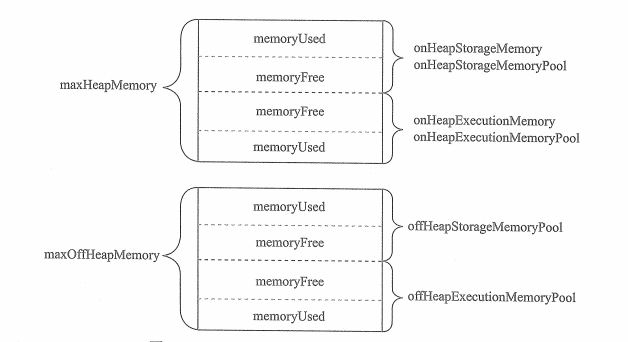 memoryUsed
onHeapStorageMemory
onHeapStorageMemoryPool
memoryFree
maxHeapMemory
memoryFree
onHeapExecutionMemory
onHeapExecutionMemoryPool
memoryUsed
memoryUsed
offHeapStorageMemoryPool
memoryFree
maxOffHeapMemory
memoryFree
offHeapExecutionMemoryPool
memoryUsed